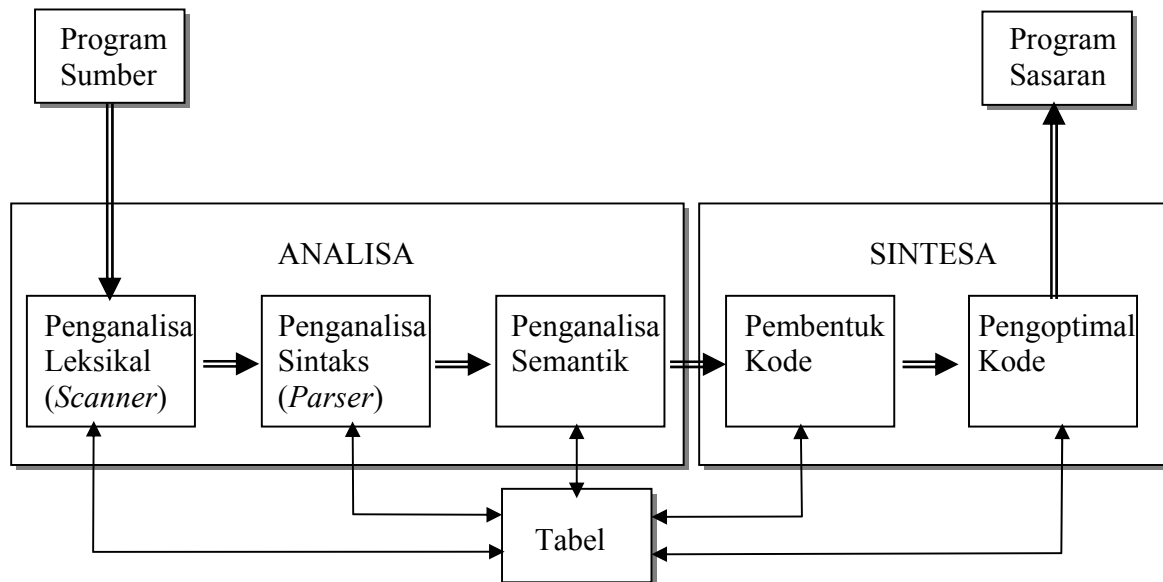 Program
Sumber
Program
Sasaran
ANALISA
SINTESA
Penganalisa
Leksikal
(Scanner)
Penganalisa
Sintaks
(Parser)
Penganalisa
Semantik
Pembentuk
Kode
Pengoptimal
Kode
Tabel